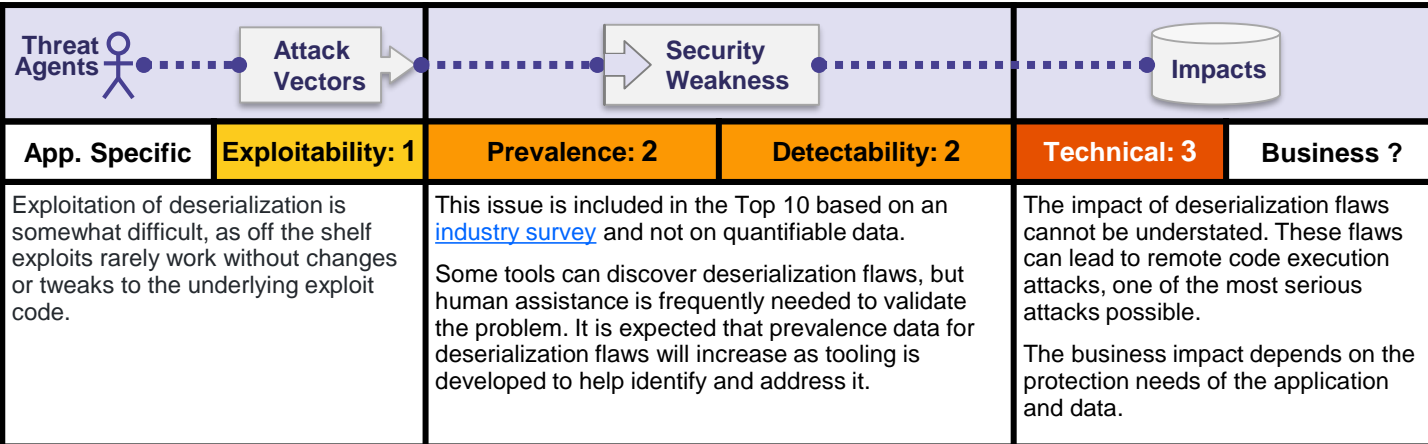 Threat
Agents
Attack
Vectors
Security
Weakness
Impacts
App. Specific
Exploitability: 1
Prevalence: 2
Detectability: 2
Technical: 3
Business ?
Exploitation of deserialization is
somewhat difficult, as off the shelf
exploits rarely work without changes
or tweaks to the underlying exploit
code.
This issue is included in the Top 10 based on an
industry survey and not on quantifiable data.
Some tools can discover deserialization flaws, but
human assistance is frequently needed to validate
the problem. It is expected that prevalence data for
deserialization flaws will increase as tooling is
developed to help identify and address it.
The impact of deserialization flaws
cannot be understated. These flaws
can lead to remote code execution
attacks, one of the most serious
attacks possible.
The business impact depends on the
protection needs of the application
and data.